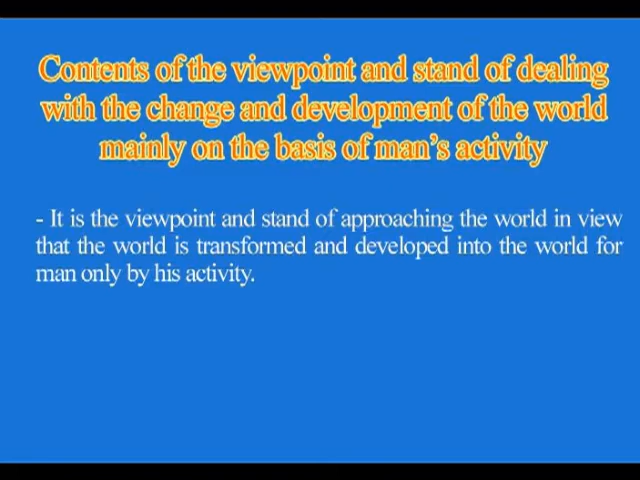 Contents of the viewpoint and stand of dealing
with the change and development of the world
mainly on the basis of man's activity
- It is the viewpoint and stand of approaching the world in view
that the world is transformed and developed into the world for
man only by his activity.